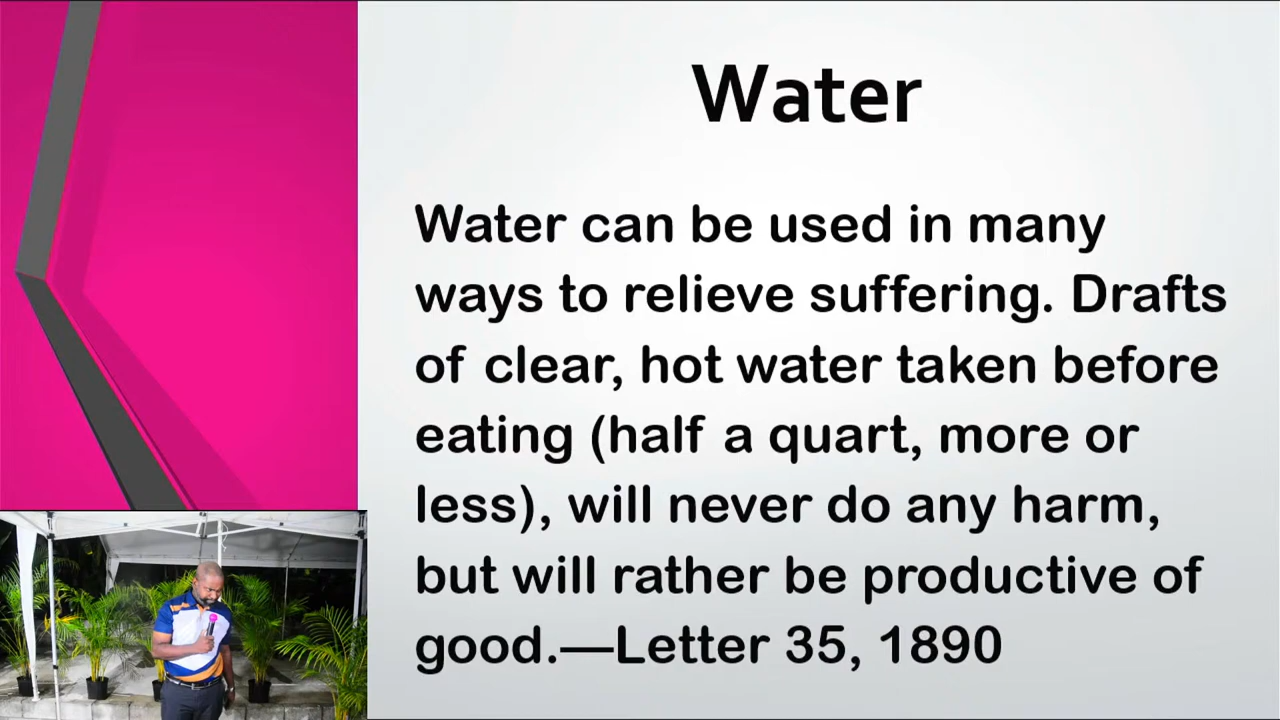 Water
Water can be used in many
ways to relieve suffering. Drafts
of clear, hot water taken before
eating (half a quart, more or
less), will never do any harm,
but will rather be productive of
good.—Letter 35, 1890